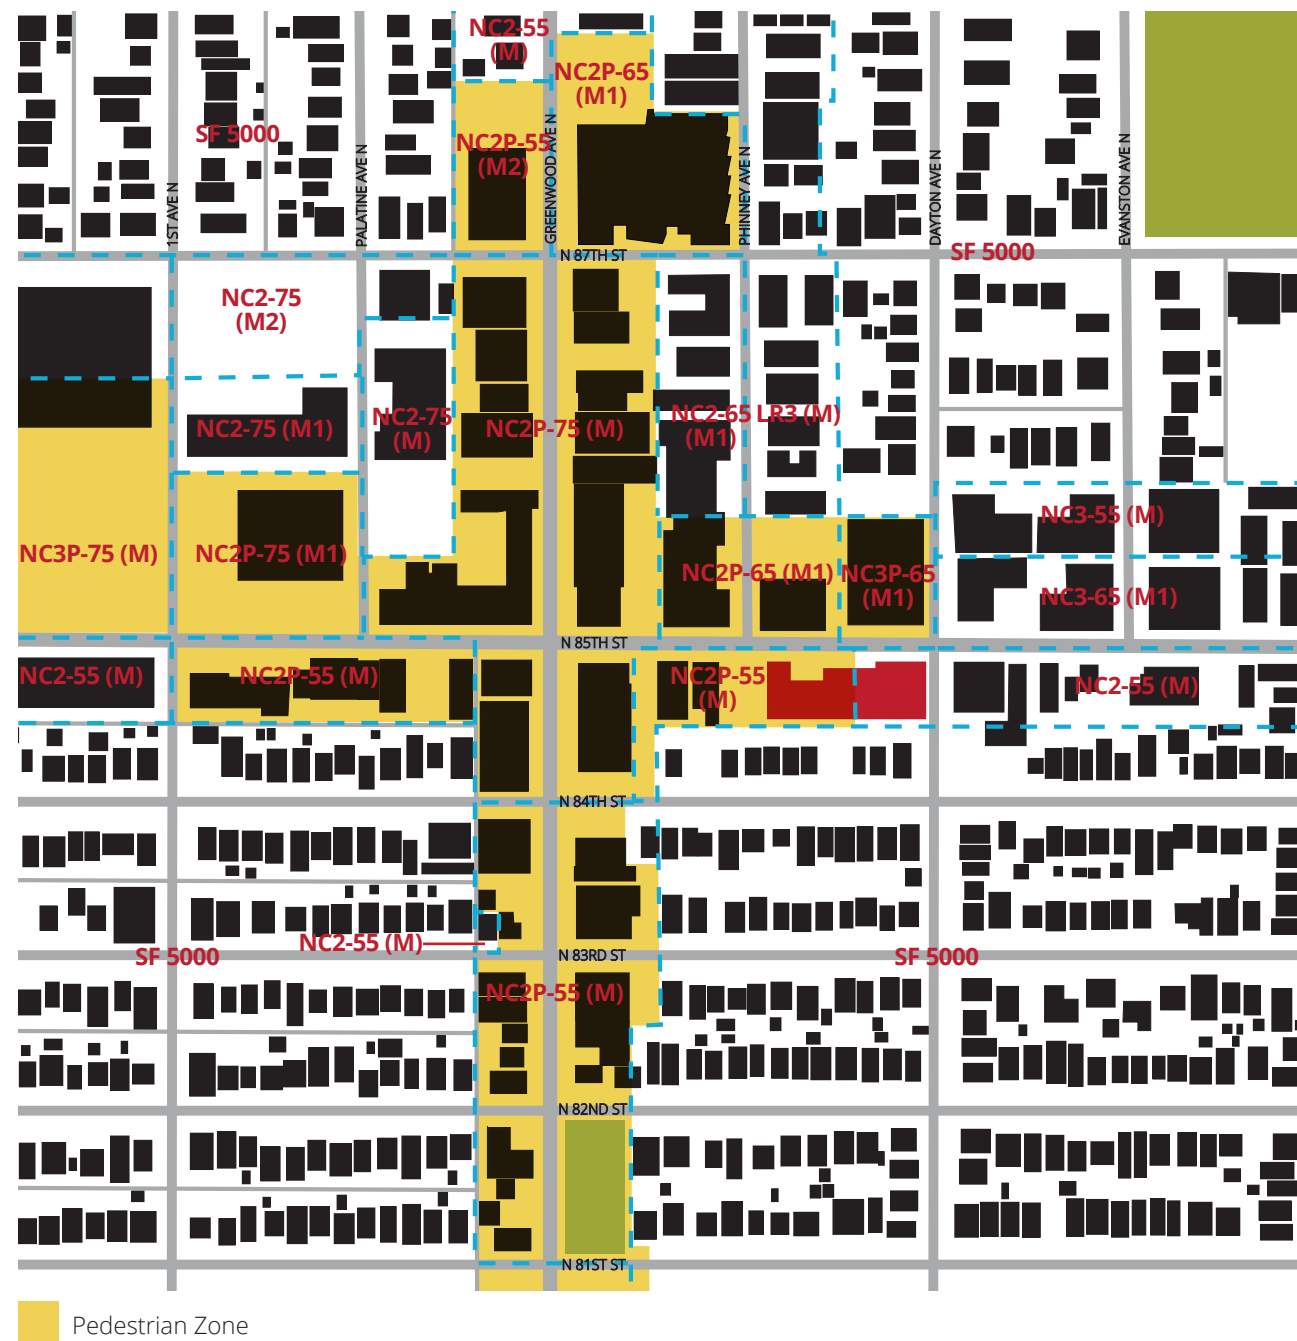 NC2-55
(M)
NC2P-65
(M1)
SF 5000
NC2P-55
(M2)
1ST AVE N
PALATINE AVE N
GREENWOOD AVE N
PHINNEY AVE N
DAYTON AVE N
EVANSTON AVE N
N 87TH ST
SF 5000
NC2-75
(M2)
NC2-75 (M1)
NC2-75
(M)
NC2P-75 (M)
NC2-65
(M1)
LR3 (M)
NC3-55 (M)
NC3P-75 (M)
NC2P-75 (M1)
NC2P-65 (M1)
NC3P-65
(M1)
NC3-65 (M1)
N 85TH ST
NC2-55 (M)
NC2P-55 (M)
NC2P-55
(M)
NC2-55 (M)
N 84TH ST
NC2-55 (M)
SF 5000
N 83RD ST
SF 5000
NC2P-55 (M)
N 82ND ST
N 81ST ST
Pedestrian Zone